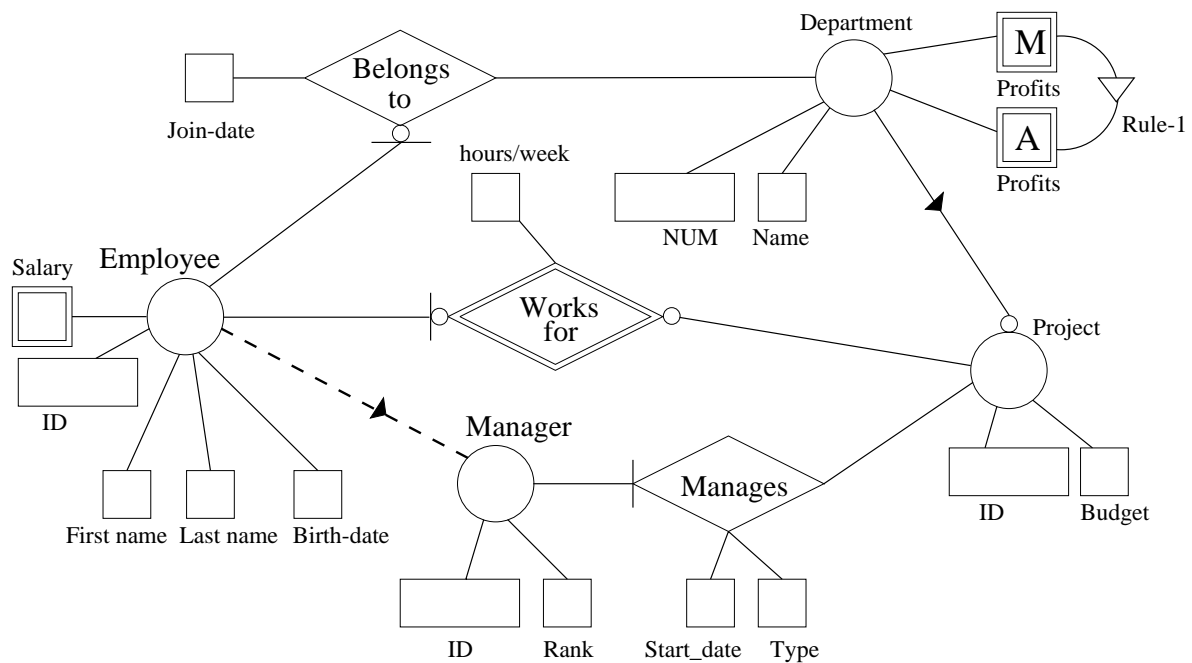 Department
M
Profits
Belongs
to
Join-date
A
Profits
Rule-1
hours/week
NUM
Name
Employee
Salary
Works
for
Project
ID
Manager
Manages
ID
Budget
First name
Last name
Birth-date
ID
Rank
Start_date
Type